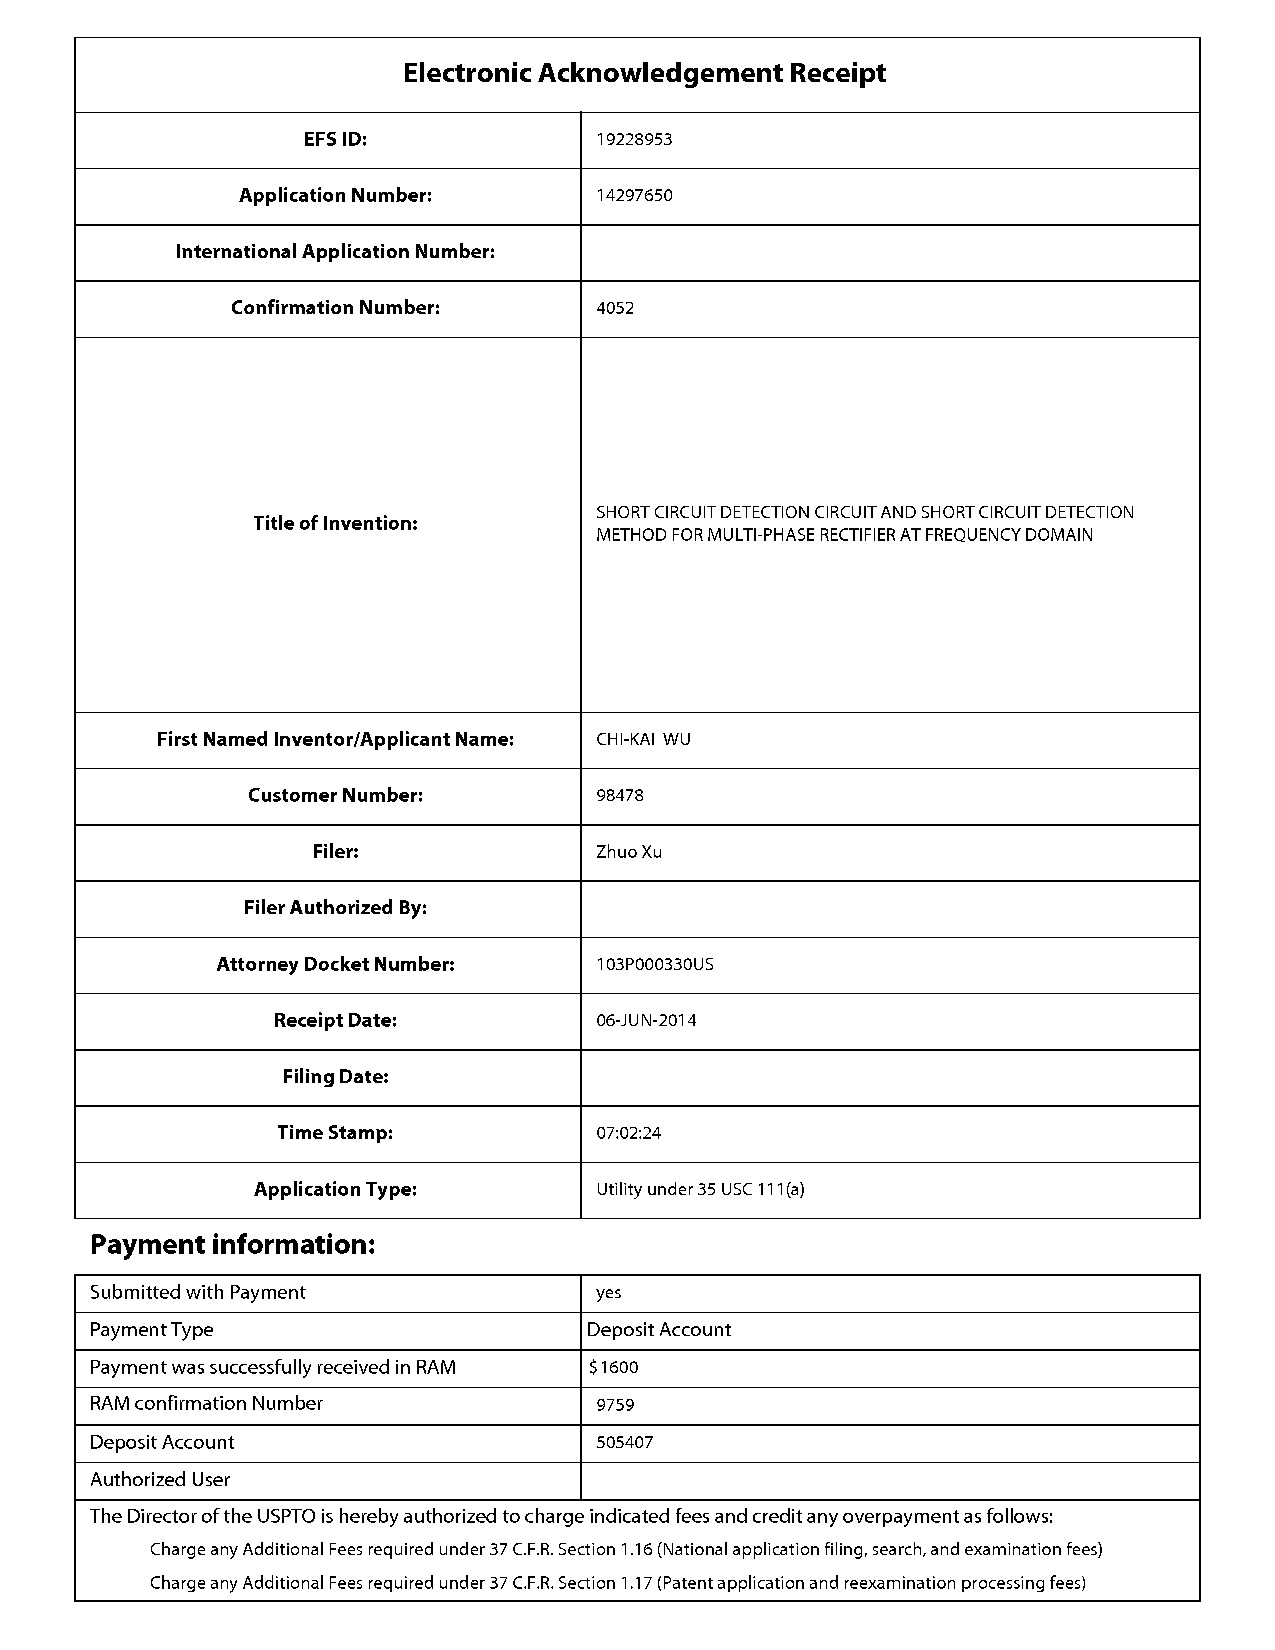 Electronic Acknowledgement Receipt
EFS ID: 19228953
Application Number: 14297650
International Application Number:
Confirmation Number: 4052
Title of Invention: SHORT CIRCUIT DETECTION CIRCUIT AND SHORT CIRCUIT DETECTION
METHOD FOR MULTI-PHASE RECTIFIER AT FREQUENCY DOMAIN
First Named Inventor/Applicant Name: CHI-KAI  WU
Customer Number: 98478
Filer: Zhuo Xu
Filer Authorized By:
Attorney Docket Number: 103P000330US
Receipt Date: 06-JUN-2014
Filing Date:
Time Stamp: 07:02:24
Application Type: Utility under 35 USC 111(a)
Payment information:
Submitted with Payment yes
Payment Type Deposit Account
Payment was successfully received in RAM $1600
RAM confirmation Number 9759
Deposit Account 505407
Authorized User
The Director of the USPTO is hereby authorized to charge indicated fees and credit any overpayment as follows:
Charge any Additional Fees required under 37 C.F.R. Section 1.16 (National application filing, search, and examination fees)
Charge any Additional Fees required under 37 C.F.R. Section 1.17 (Patent application and reexamination processing fees)